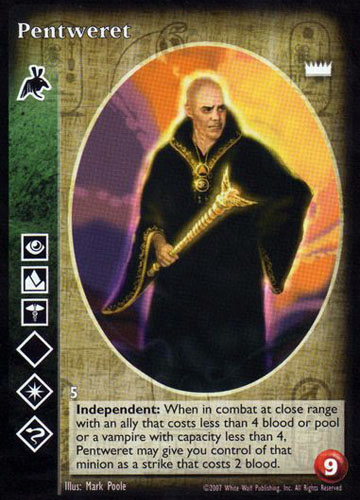 Pentweret
5
Independent: When in combat at close range
with an ally that costs less than 4 blood or pool
or a vampire with capacity less than 4,
Pentweret may give you control of that
minion as a strike that costs 2 blood.
9
Illus: Mark Poole
©2007 White Wolf Publishing, Inc. All Rights Reserved